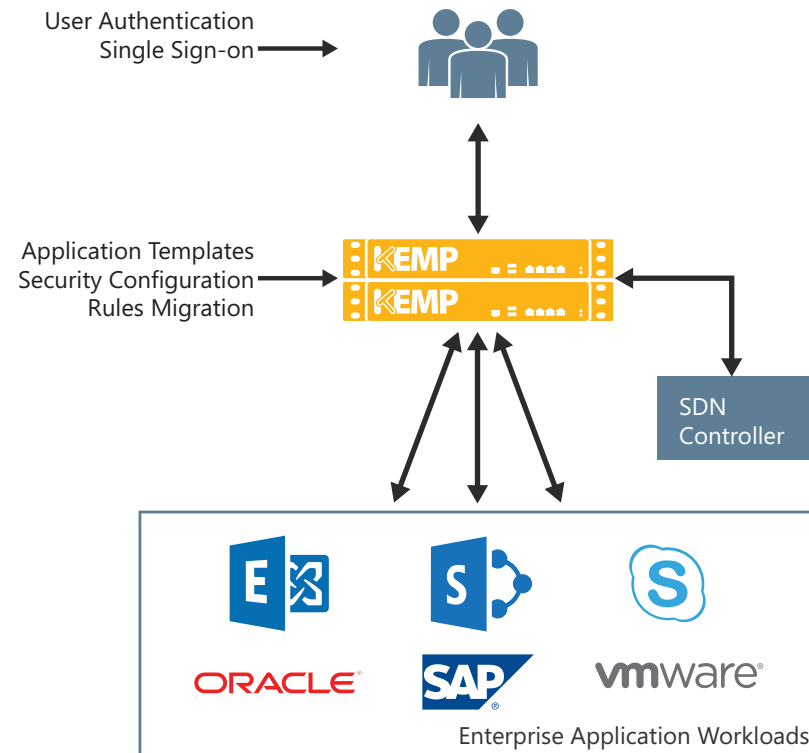 User Authentication
Single Sign-on
Application Templates
Security Configuration
Rules Migration
KEMP
KEMP
SDN
Controller
E
S
S
ORACLE®
SAP®
vmware®
Enterprise Application Workloads